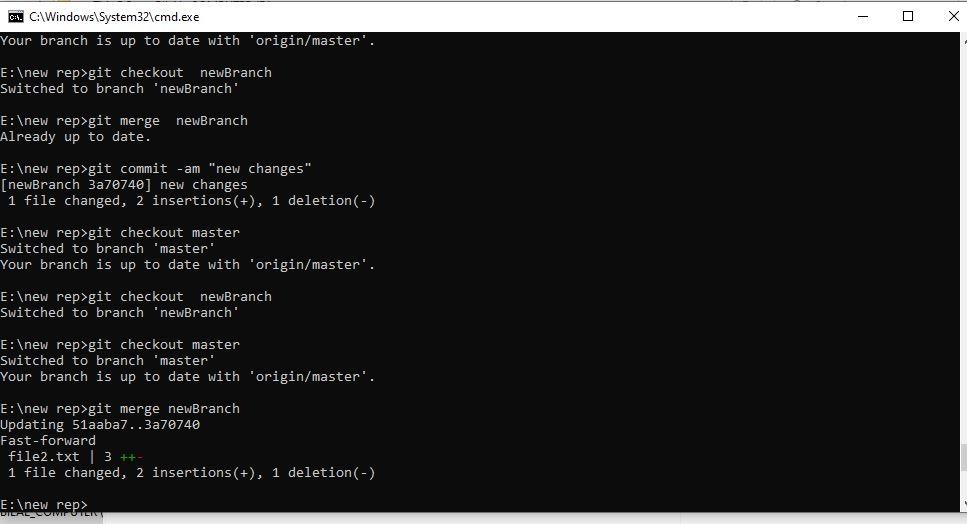 C:\Windows\System32\cmd.exe
Your branch is up to date with 'origin/master'.
E:\new rep>git checkout  newBranch
Switched to branch 'newBranch'
E:\new rep>git merge  newBranch
Already up to date.
E:\new rep>git commit -am "new changes"
[newBranch 3a70740] new changes
 1 file changed, 2 insertions(+), 1 deletion(-)
E:\new rep>git checkout master
Switched to branch 'master'
Your branch is up to date with 'origin/master'.
E:\new rep>git checkout  newBranch
Switched to branch 'newBranch'
E:\new rep>git checkout master
Switched to branch 'master'
Your branch is up to date with 'origin/master'.
E:\new rep>git merge newBranch
Updating 51aaba7..3a70740
Fast-forward
 file2.txt | 3 ++-
 1 file changed, 2 insertions(+), 1 deletion(-)
E:\new rep>